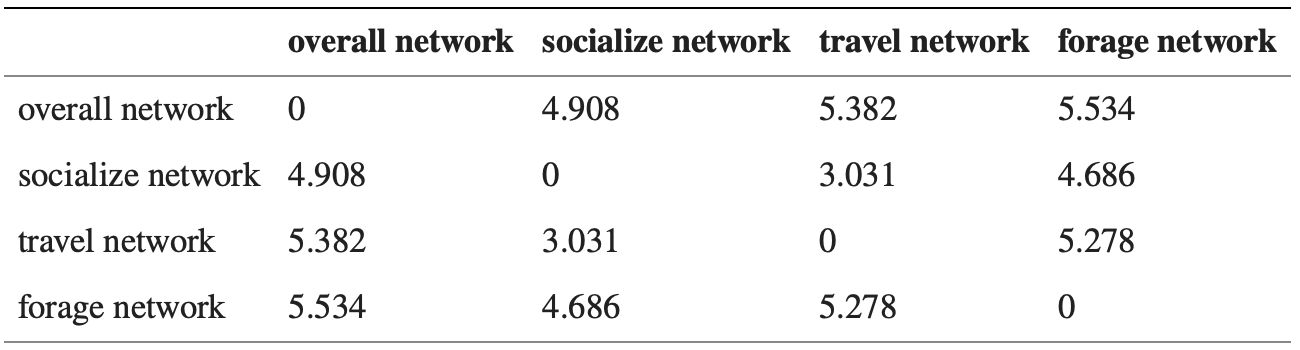 overall network socialize network travel network forage network
overall network 0 4.908 5.382 5.534
socialize network 4.908 0 3.031 4.686
travel network 5.382 3.031 0 5.278
forage network 5.534 4.686 5.278 0